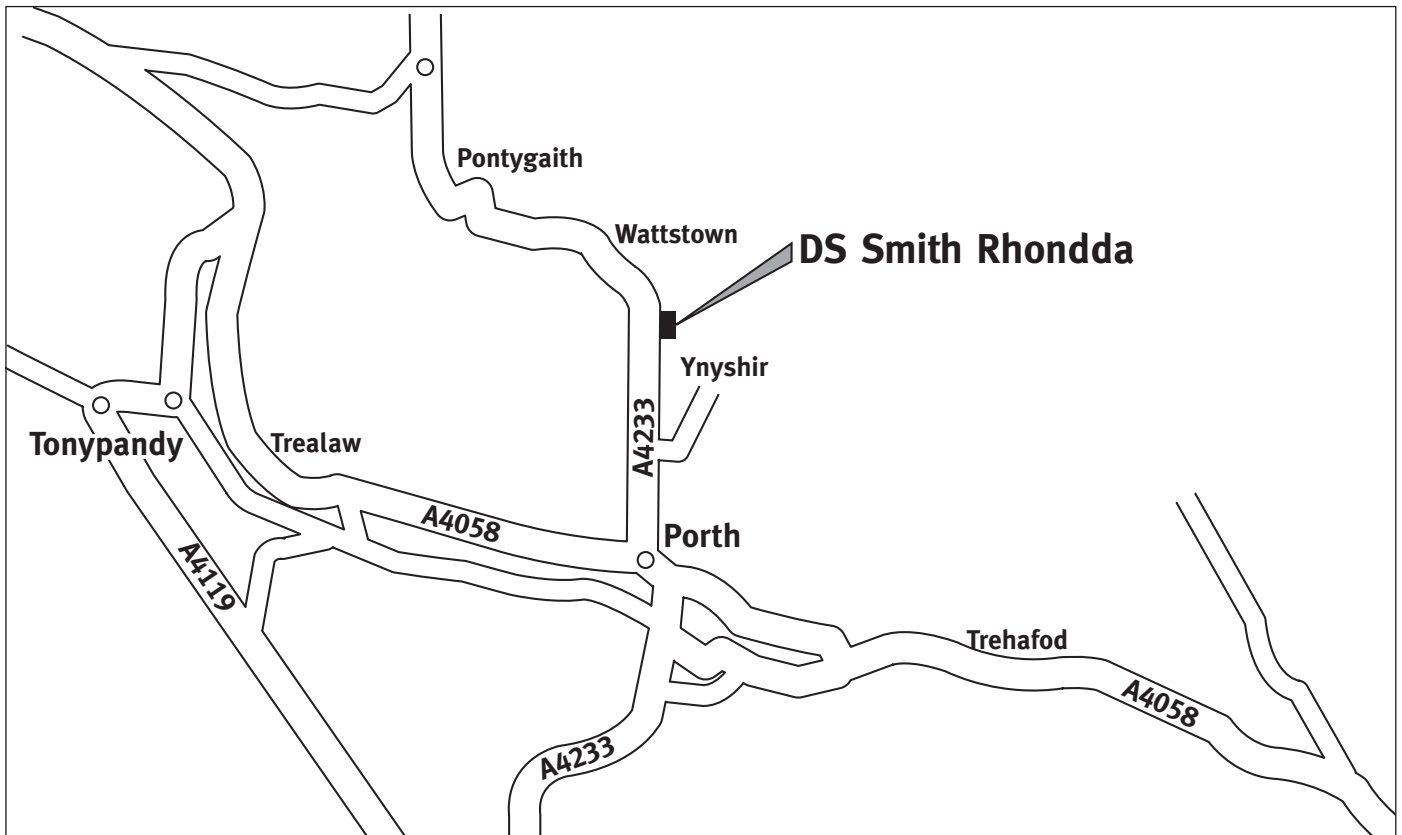 Pontygaith
Wattstown
DS Smith Rhondda
Ynyshir
A4233
Tonypandy
Trealaw
A4058
Porth
A4119
Trehafod
A4058
A4233